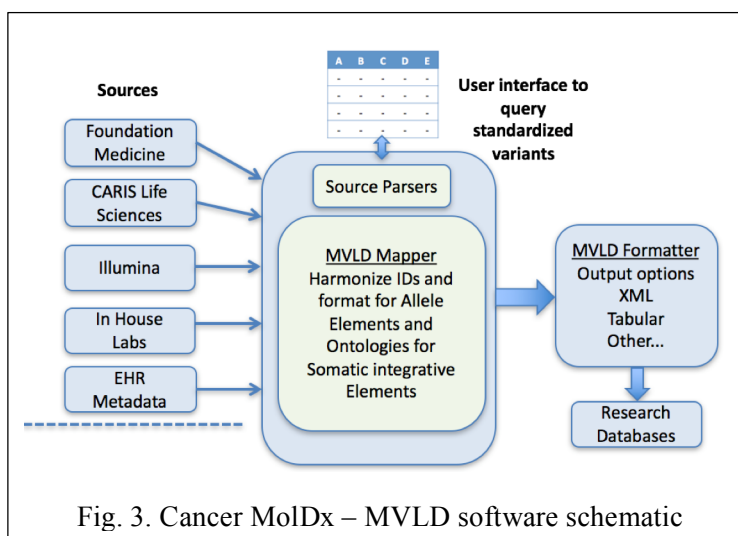 Sources
Foundation
Medicine
CARIS Life
Sciences
Illumina
In House
Labs
EHR
Metadata
A B C D E
- - - - -
- - - - -
- - - - -
- - - - -
User interface to
query
standardized
variants
Source Parsers
MVLD Mapper
Harmonize IDs and
format for Allele
Elements and
Ontologies for
Somatic integrative
Elements
MVLD Formatter
Output options
XML
Tabular
Other...
Research
Databases
Fig. 3. Cancer MolDx – MVLD software schematic